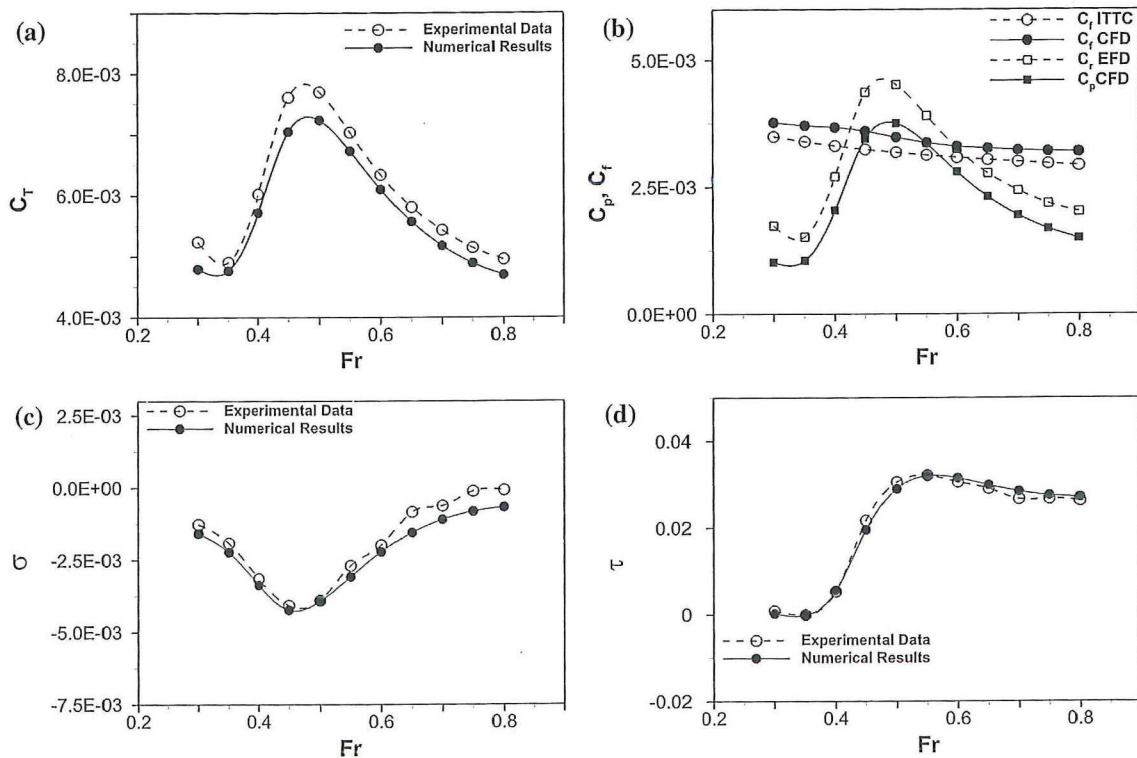 (a)
Experimental Data
Numerical Results
8.0E-03
6.0E-03
4.0E-03
C_T
0.2 0.4 0.6 0.8
Fr
(b)
C_f ITTC
C_f CFD
C_r EFD
C_p CFD
5.0E-03
2.5E-03
0.0E+00
C_p, C_f
0.2 0.4 0.6 0.8
Fr
(c)
Experimental Data
Numerical Results
2.5E-03
0.0E+00
-2.5E-03
-5.0E-03
-7.5E-03
σ
0.2 0.4 0.6 0.8
Fr
(d)
0.04
0.02
0
-0.02
τ
Experimental Data
Numerical Results
0.2 0.4 0.6 0.8
Fr